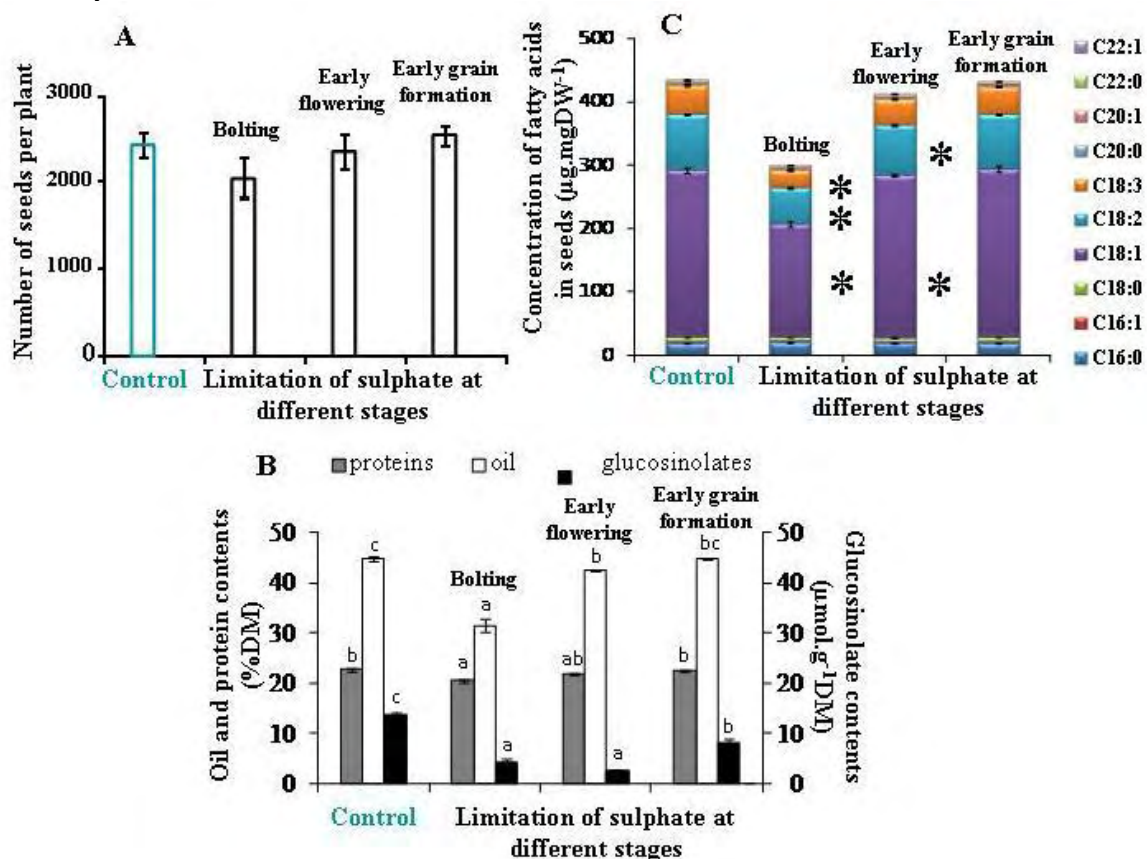 A
Number of seeds per plant
3000
2000
1000
0
Bolting
Early
flowering
Early grain
formation
Control
Limitation of sulphate at
different stages
C
Concentration of fatty acids
in seeds (µg.mgDW-1)
500
400
300
200
100
0
Bolting
Early
flowering
Early grain
formation
*
*
*
*
*
Control
Limitation of sulphate at
different stages
C22:1
C22:0
C20:1
C20:0
C18:3
C18:2
C18:1
C18:0
C16:1
C16:0
B
proteins oil glucosinolates
Oil and protein contents
(%DM)
50
40
30
20
10
0
Bolting
Early
flowering
Early grain
formation
b c c
a a a
ab b a
b bc b
50
40
30
20
10
0
Glucosinolate contents
(µmol.g-1DM)
Control
Limitation of sulphate at
different stages